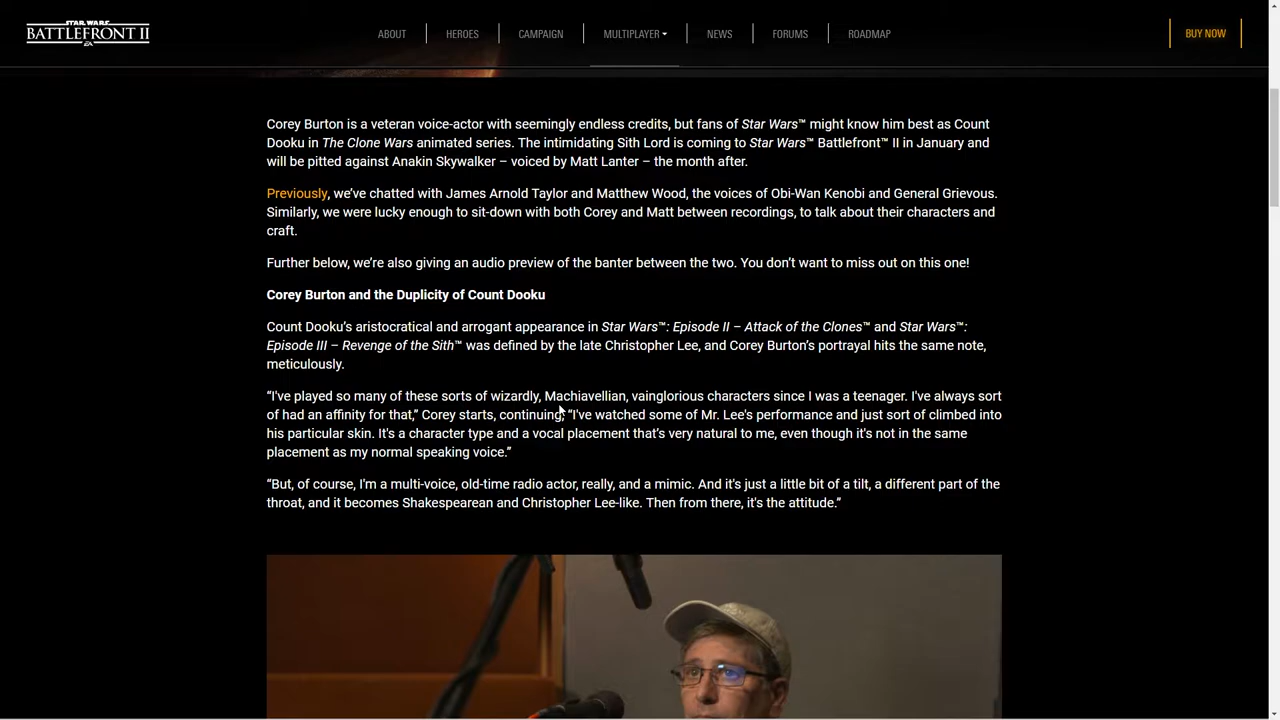 STAR WARS
BATTLEFRONT II
EA
ABOUT
HEROES
CAMPAIGN
MULTIPLAYER
NEWS
FORUMS
ROADMAP
BUY NOW
Corey Burton is a veteran voice-actor with seemingly endless credits, but fans of Star Wars™ might know him best as Count
Dooku in The Clone Wars animated series. The intimidating Sith Lord is coming to Star Wars™ Battlefront™ II in January and
will be pitted against Anakin Skywalker – voiced by Matt Lanter – the month after.
Previously, we’ve chatted with James Arnold Taylor and Matthew Wood, the voices of Obi-Wan Kenobi and General Grievous.
Similarly, we were lucky enough to sit-down with both Corey and Matt between recordings, to talk about their characters and
craft.
Further below, we’re also giving an audio preview of the banter between the two. You don’t want to miss out on this one!
Corey Burton and the Duplicity of Count Dooku
Count Dooku’s aristocratical and arrogant appearance in Star Wars™: Episode II – Attack of the Clones™ and Star Wars™:
Episode III – Revenge of the Sith™ was defined by the late Christopher Lee, and Corey Burton’s portrayal hits the same note,
meticulously.
“I've played so many of these sorts of wizardly, Machiavellian, vainglorious characters since I was a teenager. I've always sort
of had an affinity for that,” Corey starts, continuing, “I've watched some of Mr. Lee's performance and just sort of climbed into
his particular skin. It's a character type and a vocal placement that’s very natural to me, even though it's not in the same
placement as my normal speaking voice.”
“But, of course, I'm a multi-voice, old-time radio actor, really, and a mimic. And it's just a little bit of a tilt, a different part of the
throat, and it becomes Shakespearean and Christopher Lee-like. Then from there, it's the attitude.”